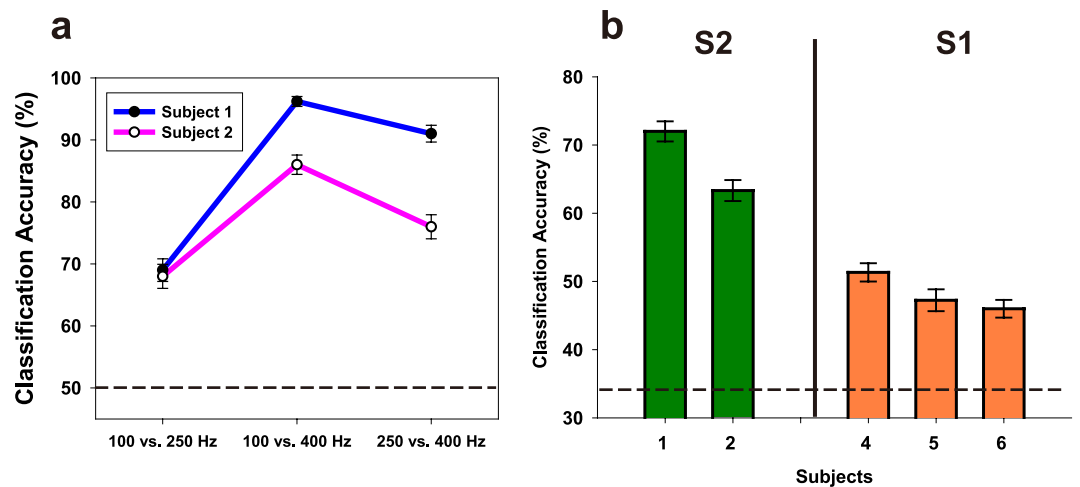 a
Classification Accuracy (%)
100
90
80
70
60
50
Subject 1
Subject 2
100 vs. 250 Hz
100 vs. 400 Hz
250 vs. 400 Hz
b
S2
S1
Classification Accuracy (%)
80
70
60
50
40
30
1
2
4
5
6
Subjects